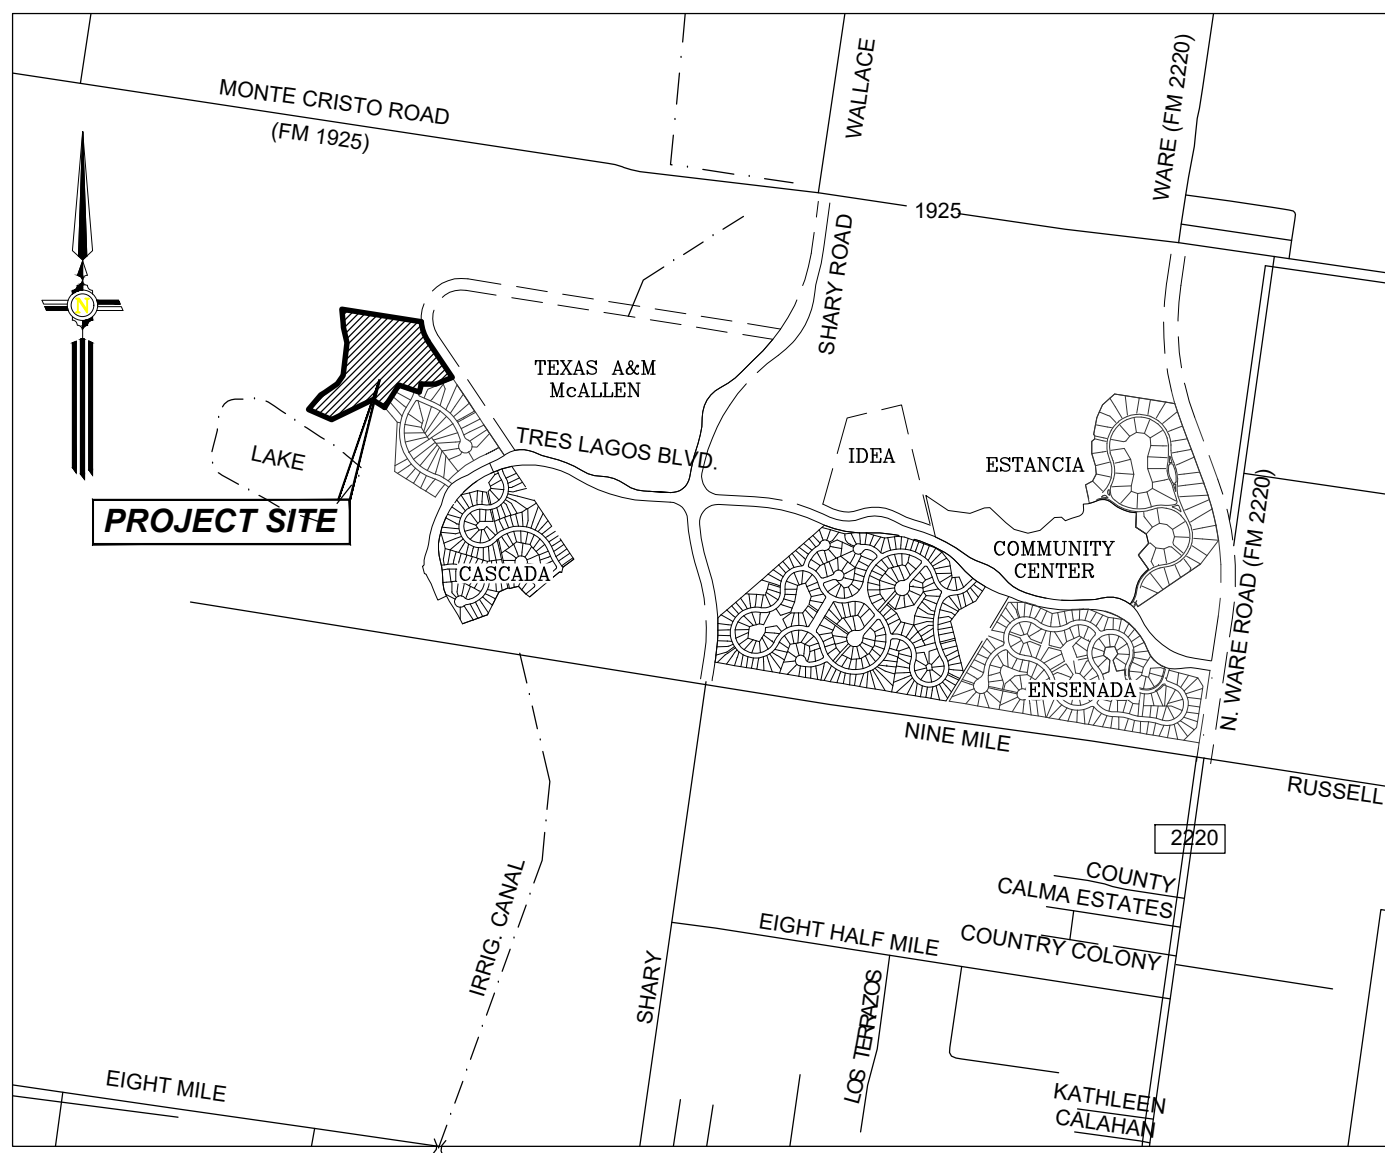 MONTE CRISTO ROAD
(FM 1925)
WALLACE
WARE (FM 2220)
1925
SHARY ROAD
N
TEXAS A&M
McALLEN
TRES LAGOS BLVD.
IDEA
ESTANCIA
LAKE
PROJECT SITE
CASCADA
COMMUNITY
CENTER
N. WARE ROAD (FM 2220)
ENSENADA
NINE MILE
RUSSELL
2220
COUNTY
CALMA ESTATES
EIGHT HALF MILE
COUNTRY COLONY
IRRIG. CANAL
SHARY
LOS TERRAZOS
EIGHT MILE
KATHLEEN
CALAHAN